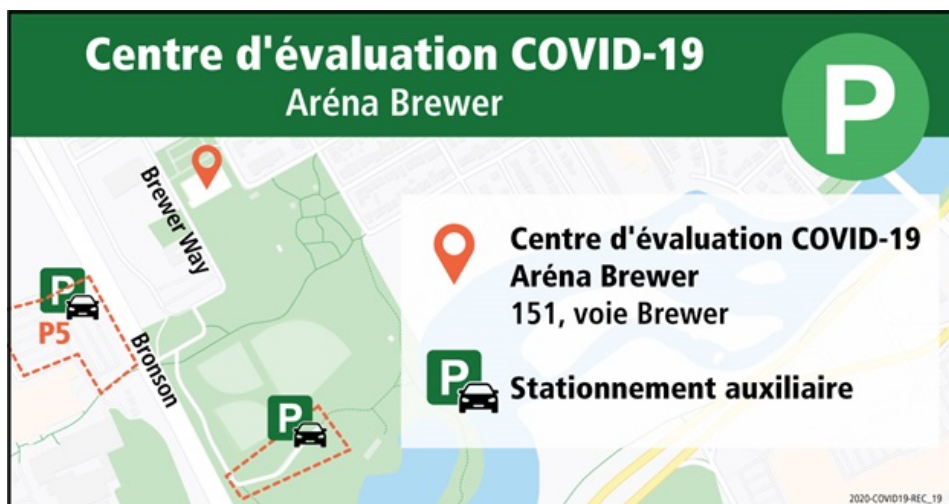 Centre d'évaluation COVID-19
Aréna Brewer
P
Brewer Way
P
P5
Bronson
P
Centre d'évaluation COVID-19
Aréna Brewer
151, voie Brewer
P
Stationnement auxiliaire
2020-COVID19-REC_19